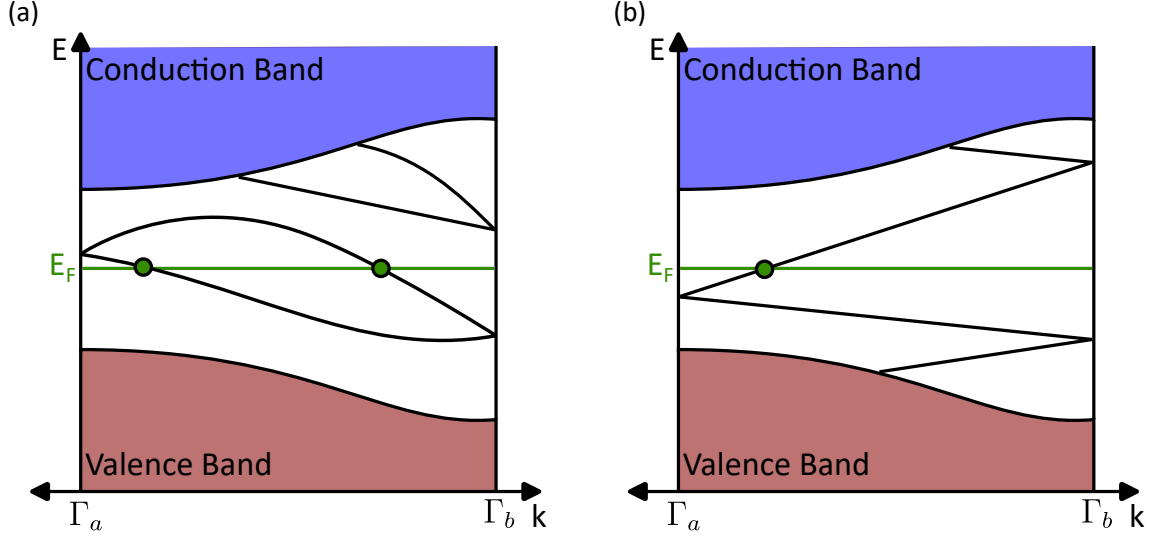 (a)
E
Conduction Band
E_F
Valence Band
Γ_a
Γ_b k
(b)
E
Conduction Band
E_F
Valence Band
Γ_a
Γ_b k